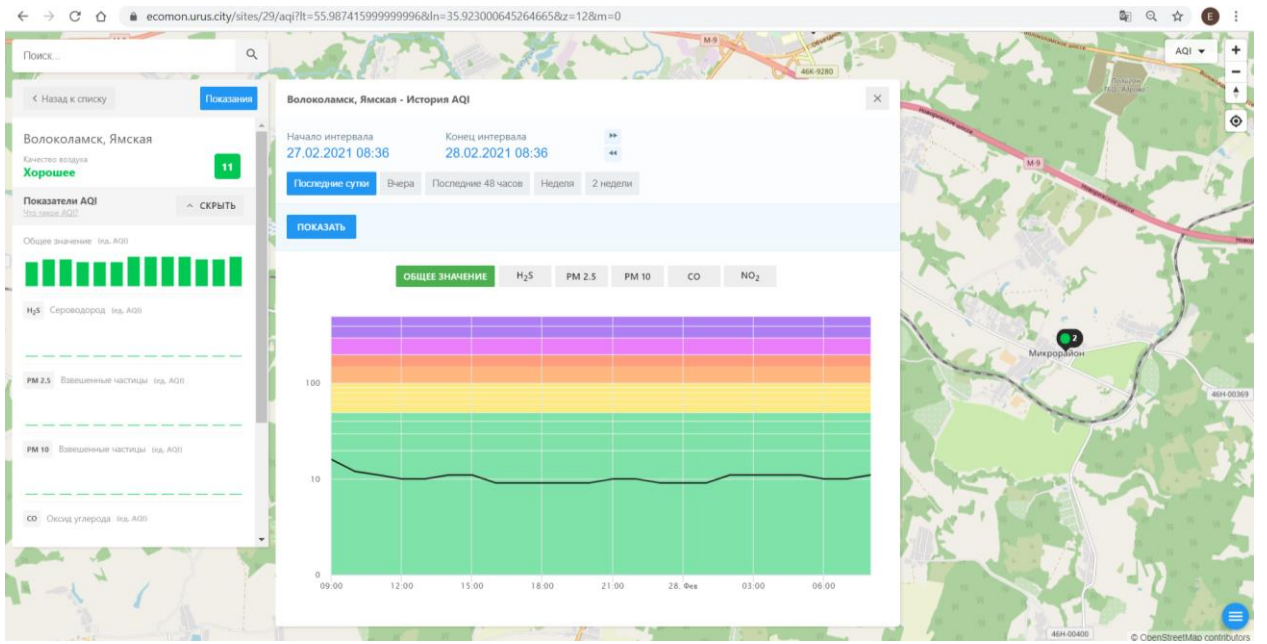 ecomon.urus.city/sites/29/aqi?lt=55.987415999999996&ln=35.923000645264665&z=12&m=0
E
Поиск...
М-9
46К-9280
AQI
Назад к списку
Показания
Волоколамск, Ямская - История AQI
Волоколамск, Ямская
Качество воздуха
Хорошее
11
Показатели AQI
Что такое AQI?
СКРЫТЬ
Общее значение (ед. AQI)
H₂S Сероводород (ед. AQI)
PM 2.5 Взвешенные частицы (ед. AQI)
PM 10 Взвешенные частицы (ед. AQI)
CO Оксид углерода (ед. AQI)
Начало интервала
Конец интервала
27.02.2021 08:36
28.02.2021 08:36
Последние сутки
Вчера
Последние 48 часов
Неделя
2 недели
ПОКАЗАТЬ
ОБЩЕЕ ЗНАЧЕНИЕ
H₂S
PM 2.5
PM 10
CO
NO₂
100
10
0
09:00
12:00
15:00
18:00
21:00
28. Фев
03:00
06:00
Новорижское шоссе
М-9
Новорижское шоссе
2
Микрорайон
46Н-00369
46Н-00400
© OpenStreetMap contributors